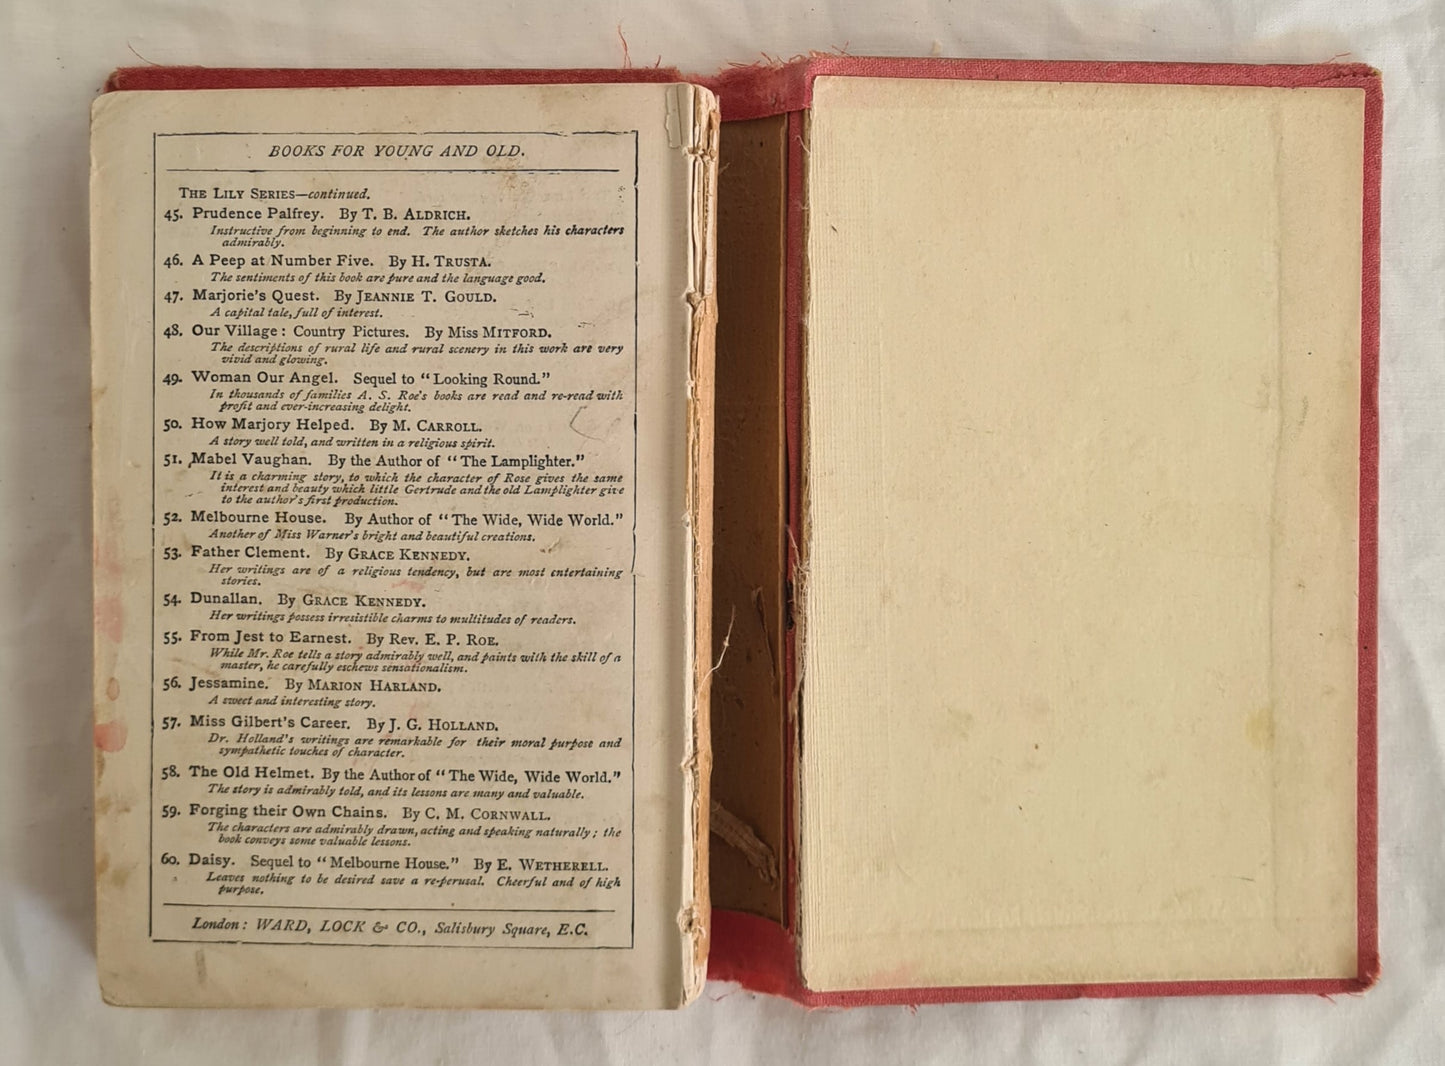 BOOKS FOR YOUNG AND OLD.
THE LILY SERIES—continued.
45. Prudence Palfrey. By T. B. ALDRICH.
Instructive from beginning to end. The author sketches his characters
admirably.
46. A Peep at Number Five. By H. TRUSTA.
The sentiments of this book are pure and the language good.
47. Marjorie's Quest. By JEANNIE T. GOULD.
A capital tale, full of interest.
48. Our Village: Country Pictures. By Miss MITFORD.
The descriptions of rural life and rural scenery in this work are very
vivid and glowing.
49. Woman Our Angel. Sequel to "Looking Round."
In thousands of families A. S. Roe's books are read and re-read with
profit and ever-increasing delight.
50. How Marjory Helped. By M. CARROLL.
A story well told, and written in a religious spirit.
51. Mabel Vaughan. By the Author of "The Lamplighter."
It is a charming story, to which the character of Rose gives the same
interest and beauty which little Gertrude and the old Lamplighter give
to the author's first production.
52. Melbourne House. By Author of "The Wide, Wide World."
Another of Miss Warner's bright and beautiful creations.
53. Father Clement. By GRACE KENNEDY.
Her writings are of a religious tendency, but are most entertaining
stories.
54. Dunallan. By GRACE KENNEDY.
Her writings possess irresistible charms to multitudes of readers.
55. From Jest to Earnest. By REV. E. P. ROE.
While Mr. Roe tells a story admirably well, and paints with the skill of a
master, he carefully eschews sensationalism.
56. Jessamine. By MARION HARLAND.
A sweet and interesting story.
57. Miss Gilbert's Career. By J. G. HOLLAND.
Dr. Holland's writings are remarkable for their moral purpose and
sympathetic touches of character.
58. The Old Helmet. By the Author of "The Wide, Wide World."
The story is admirably told, and its lessons are many and valuable.
59. Forging their Own Chains. By C. M. CORNWALL.
The characters are admirably drawn, acting and speaking naturally; the
book conveys some valuable lessons.
60. Daisy. Sequel to "Melbourne House." By E. WETHERELL.
Leaves nothing to be desired save a re-perusal. Cheerful and of high
purpose.
London: WARD, LOCK & CO., Salisbury Square, E.C.